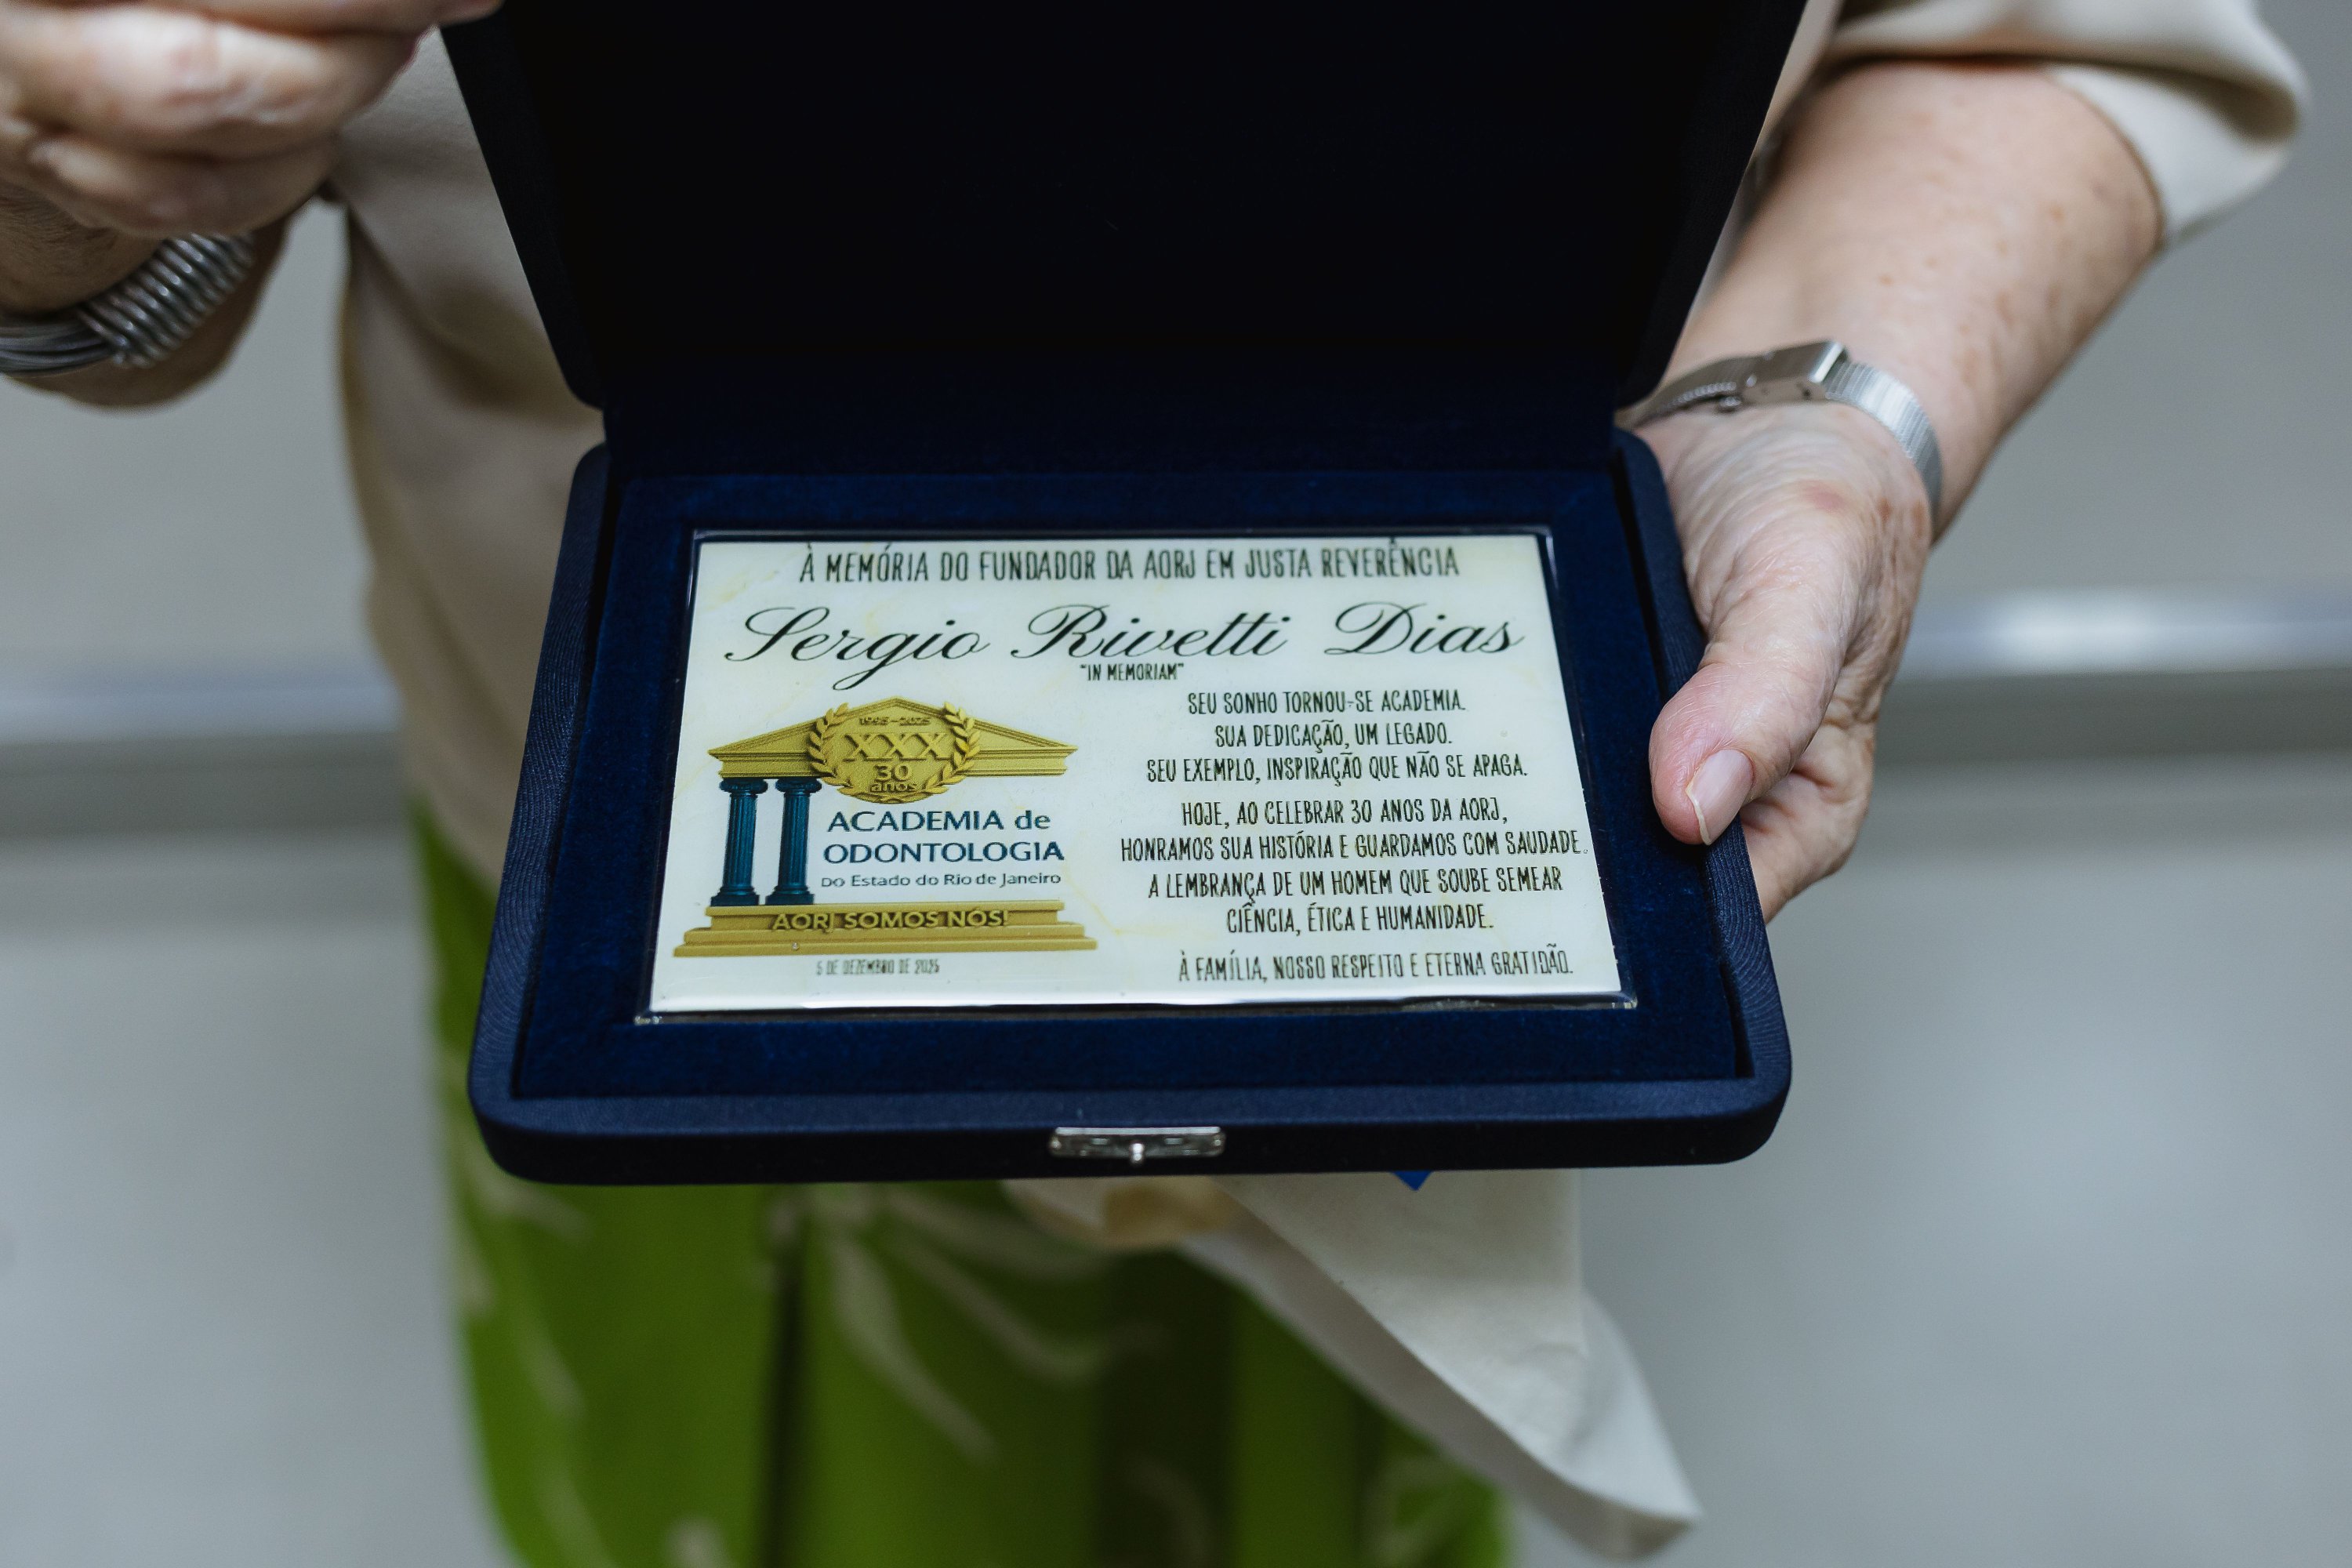 À MEMÓRIA DO FUNDADOR DA AORJ EM JUSTA REVERÊNCIA
Sergio Rivetti Dias
"IN MEMORIAM"
1995-2025
XXX
30
anos
ACADEMIA de
ODONTOLOGIA
DO Estado do Rio de Janeiro
AORJ SOMOS NÓS!
5 DE DEZEMBRO DE 2025
SEU SONHO TORNOU-SE ACADEMIA.
SUA DEDICAÇÃO, UM LEGADO.
SEU EXEMPLO, INSPIRAÇÃO QUE NÃO SE APAGA.
HOJE, AO CELEBRAR 30 ANOS DA AORJ,
HONRAMOS SUA HISTÓRIA E GUARDAMOS COM SAUDADE.
A LEMBRANÇA DE UM HOMEM QUE SOUBE SEMEAR
CIÊNCIA, ÉTICA E HUMANIDADE.
À FAMÍLIA, NOSSO RESPEITO E ETERNA GRATIDÃO.